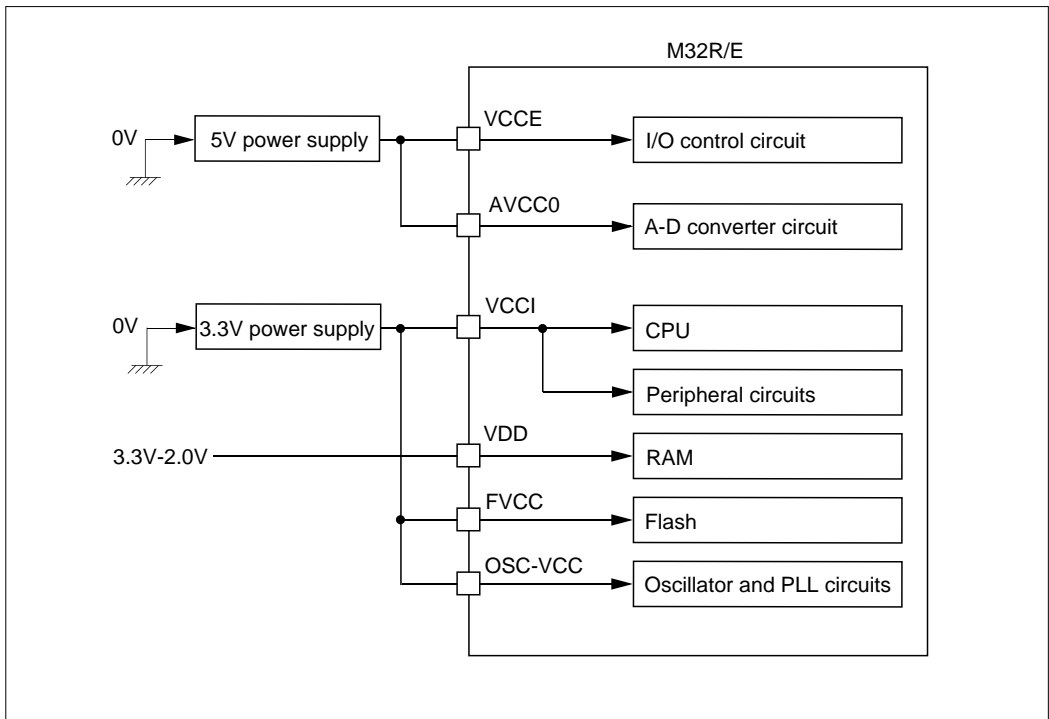 M32R/E
VCCE
0V
5V power supply
I/O control circuit
AVCC0
A-D converter circuit
VCCI
0V
3.3V power supply
CPU
Peripheral circuits
VDD
3.3V-2.0V
RAM
FVCC
Flash
OSC-VCC
Oscillator and PLL circuits